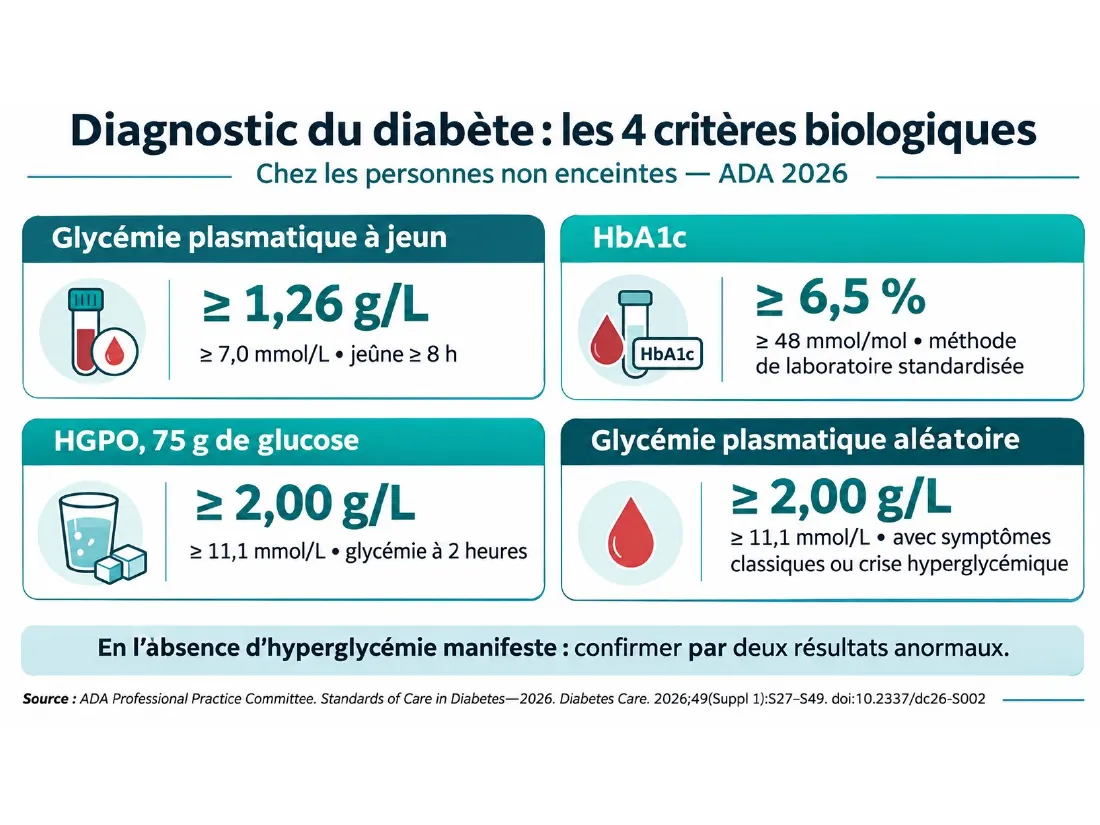 Diagnostic du diabète : les 4 critères biologiques
Chez les personnes non enceintes — ADA 2026
Glycémie plasmatique à jeun
≥ 1,26 g/L
≥ 7,0 mmol/L • jeûne ≥ 8 h
HbA1c
HbA1c
≥ 6,5 %
≥ 48 mmol/mol • méthode
de laboratoire standardisée
HGPO, 75 g de glucose
≥ 2,00 g/L
≥ 11,1 mmol/L • glycémie à 2 heures
Glycémie plasmatique aléatoire
≥ 2,00 g/L
≥ 11,1 mmol/L • avec symptômes
classiques ou crise hyperglycémique
En l'absence d'hyperglycémie manifeste : confirmer par deux résultats anormaux.
Source : ADA Professional Practice Committee. Standards of Care in Diabetes—2026. Diabetes Care. 2026;49(Suppl 1):S27–S49. doi:10.2337/dc26-S002